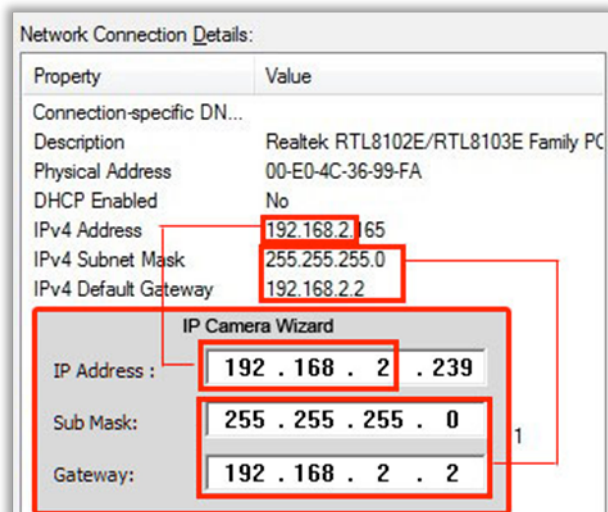 Network Connection Details:
Property Value
Connection-specific DN...
Description Realtek RTL8102E/RTL8103E Family PC
Physical Address 00-E0-4C-36-99-FA
DHCP Enabled No
IPv4 Address 192.168.2.165
IPv4 Subnet Mask 255.255.255.0
IPv4 Default Gateway 192.168.2.2
IP Camera Wizard
IP Address : 192 . 168 . 2 . 239
Sub Mask: 255 . 255 . 255 . 0
1
Gateway: 192 . 168 . 2 . 2